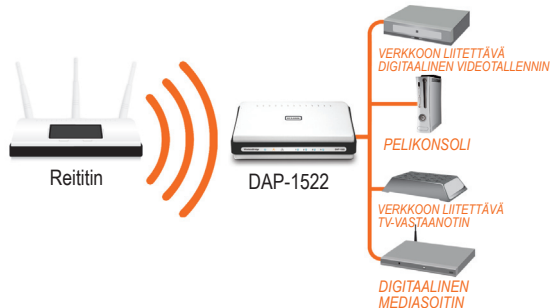 VERKKOON LIITETTÄVÄ
DIGITAALINEN VIDEOTALLENNIN
PELIKONSOLI
Reititin
DAP-1522
VERKKOON LIITETTÄVÄ
TV-VASTAANOTIN
DIGITAALINEN
MEDIASOITIN